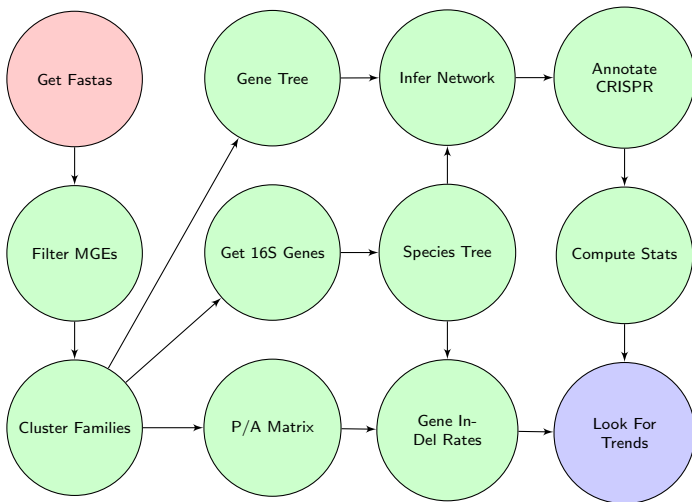 Get Fastas
Gene Tree
Infer Network
Annotate
CRISPR
Filter MGEs
Get 16S Genes
Species Tree
Compute Stats
Cluster Families
P/A Matrix
Gene In-
Del Rates
Look For
Trends